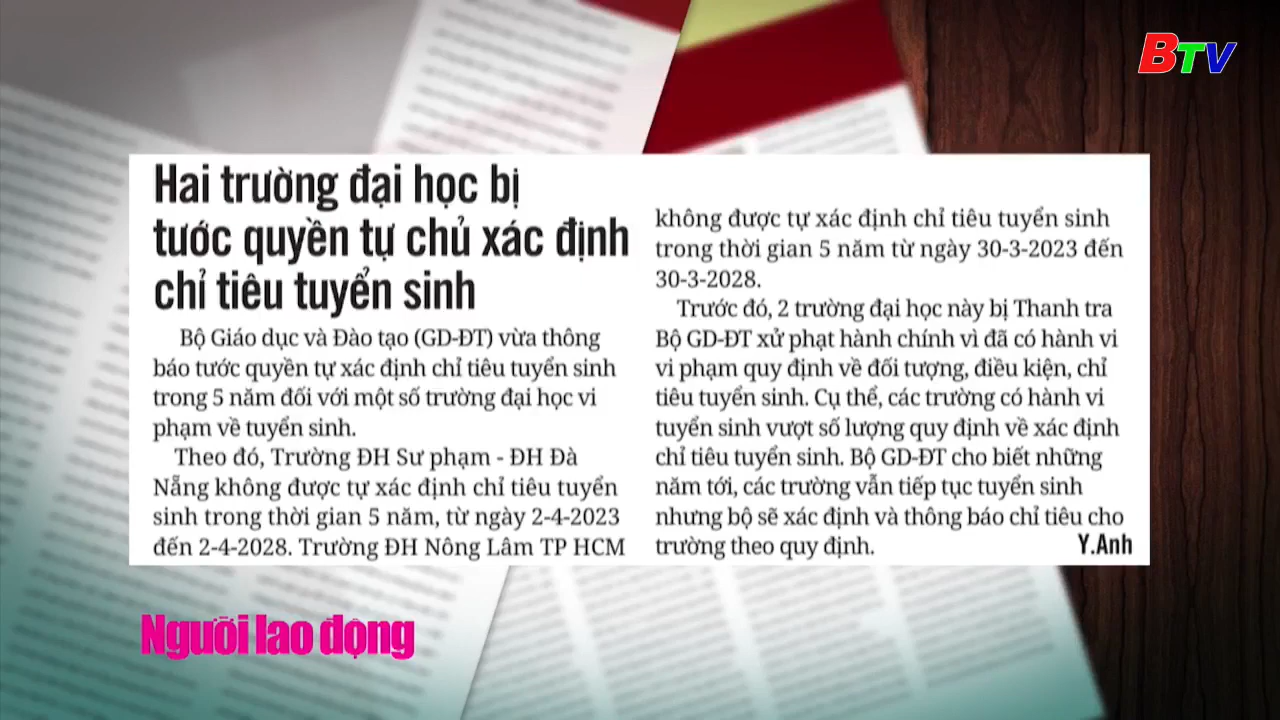 BTV
Hai trường đại học bị
tước quyền tự chủ xác định
chỉ tiêu tuyển sinh
Bộ Giáo dục và Đào tạo (GD-ĐT) vừa thông
báo tước quyền tự xác định chỉ tiêu tuyển sinh
trong 5 năm đối với một số trường đại học vi
phạm về tuyển sinh.
Theo đó, Trường ĐH Sư phạm - ĐH Đà
Nẵng không được tự xác định chỉ tiêu tuyển
sinh trong thời gian 5 năm, từ ngày 2-4-2023
đến 2-4-2028. Trường ĐH Nông Lâm TP HCM
không được tự xác định chỉ tiêu tuyển sinh
trong thời gian 5 năm từ ngày 30-3-2023 đến
30-3-2028.
Trước đó, 2 trường đại học này bị Thanh tra
Bộ GD-ĐT xử phạt hành chính vì đã có hành vi
vi phạm quy định về đối tượng, điều kiện, chỉ
tiêu tuyển sinh. Cụ thể, các trường có hành vi
tuyển sinh vượt số lượng quy định về xác định
chỉ tiêu tuyển sinh. Bộ GD-ĐT cho biết những
năm tới, các trường vẫn tiếp tục tuyển sinh
nhưng bộ sẽ xác định và thông báo chỉ tiêu cho
trường theo quy định. Y.Anh
Người lao động